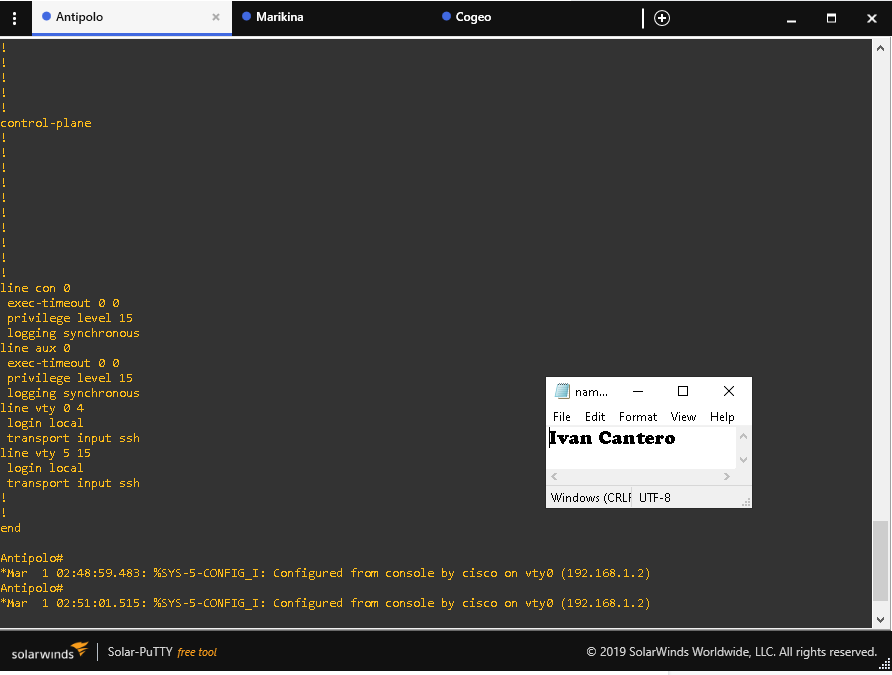 Antipolo
Marikina
Cogeo
!
!
!
!
!
control-plane
!
!
!
!
!
!
!
!
!
!
line con 0
 exec-timeout 0 0
 privilege level 15
 logging synchronous
line aux 0
 exec-timeout 0 0
 privilege level 15
 logging synchronous
line vty 0 4
 login local
 transport input ssh
line vty 5 15
 login local
 transport input ssh
!
!
end
nam...
File Edit Format View Help
Ivan Cantero
Windows (CRLF UTF-8
Antipolo#
*Mar  1 02:48:59.483: %SYS-5-CONFIG_I: Configured from console by cisco on vty0 (192.168.1.2)
Antipolo#
*Mar  1 02:51:01.515: %SYS-5-CONFIG_I: Configured from console by cisco on vty0 (192.168.1.2)
solarwinds Solar-PuTTY free tool © 2019 SolarWinds Worldwide, LLC. All rights reserved.